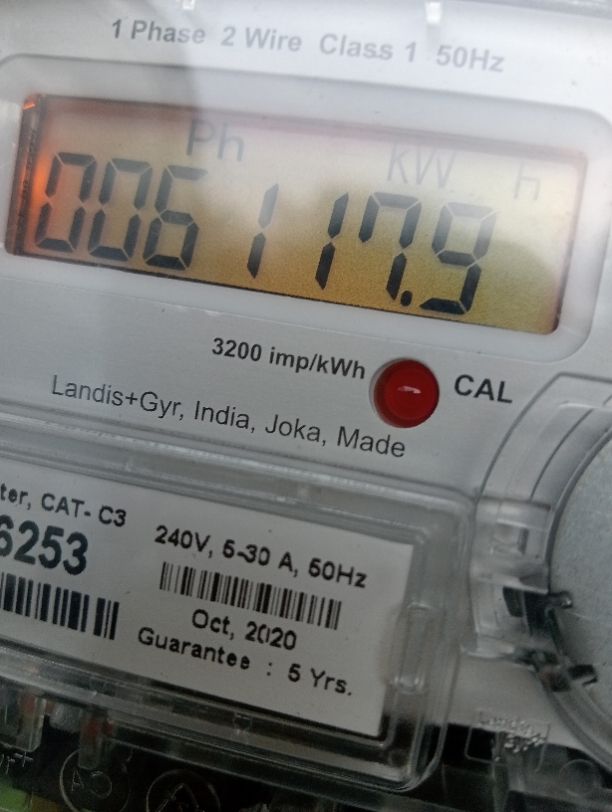 1 Phase 2 Wire Class 1 50Hz
Ph kW h
006117.9
3200 imp/kWh CAL
Landis+Gyr, India, Joka, Made
ter, CAT- C3
6253
240V, 5-30 A, 50Hz
Oct, 2020
Guarantee : 5 Yrs.